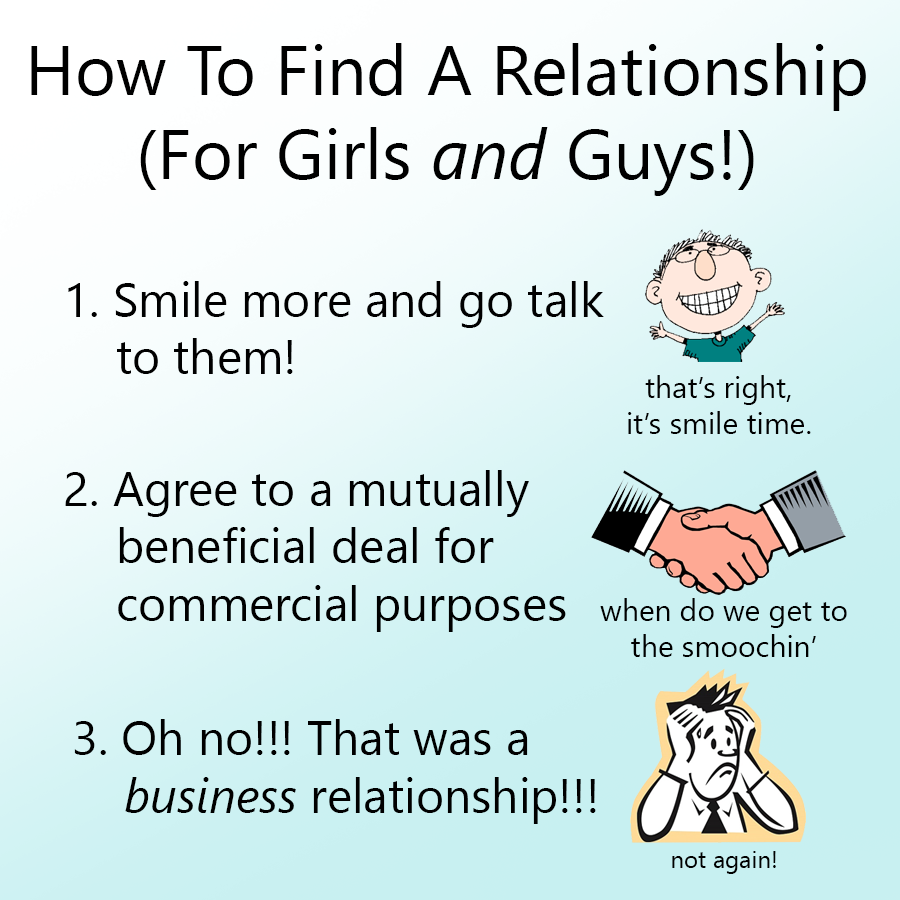 How To Find A Relationship
(For Girls and Guys!)
1. Smile more and go talk
to them!
that’s right,
it’s smile time.
2. Agree to a mutually
beneficial deal for
commercial purposes
when do we get to
the smoochin’
3. Oh no!!! That was a
business relationship!!!
not again!